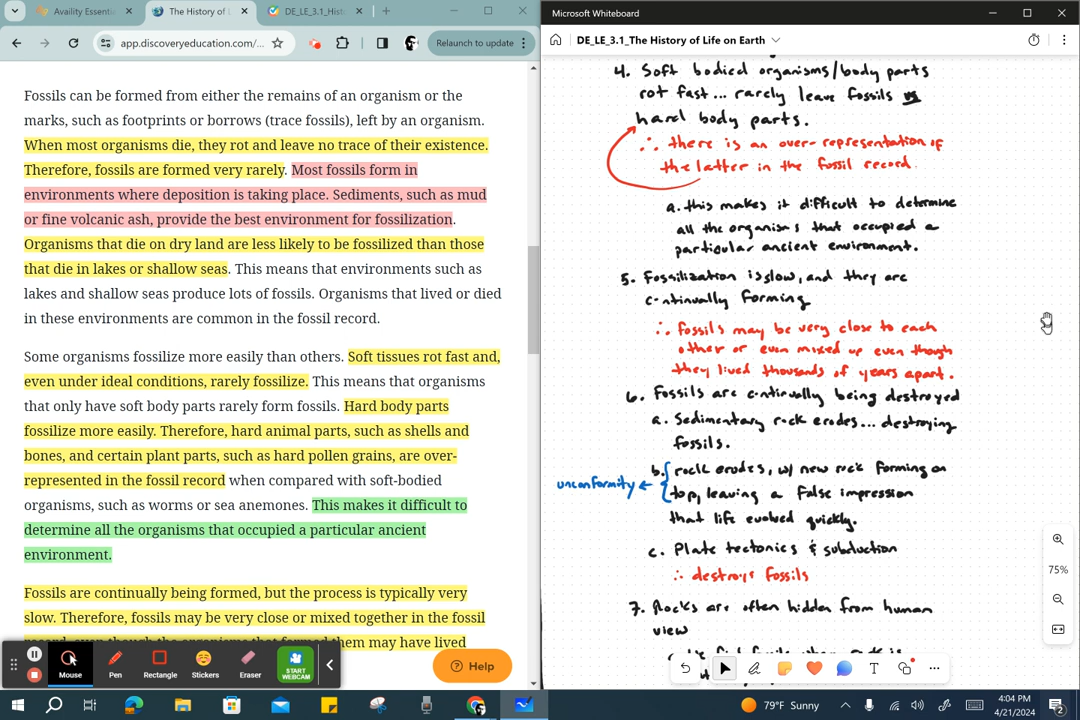 Availity Essenti
The History of L
DE_LE_3.1_Hist
app.discoveryeducation.com/...
Relaunch to update
Fossils can be formed from either the remains of an organism or the
marks, such as footprints or borrows (trace fossils), left by an organism.
When most organisms die, they rot and leave no trace of their existence.
Therefore, fossils are formed very rarely. Most fossils form in
environments where deposition is taking place. Sediments, such as mud
or fine volcanic ash, provide the best environment for fossilization.
Organisms that die on dry land are less likely to be fossilized than those
that die in lakes or shallow seas. This means that environments such as
lakes and shallow seas produce lots of fossils. Organisms that lived or died
in these environments are common in the fossil record.
Some organisms fossilize more easily than others. Soft tissues rot fast and,
even under ideal conditions, rarely fossilize. This means that organisms
that only have soft body parts rarely form fossils. Hard body parts
fossilize more easily. Therefore, hard animal parts, such as shells and
bones, and certain plant parts, such as hard pollen grains, are over-
represented in the fossil record when compared with soft-bodied
organisms, such as worms or sea anemones. This makes it difficult to
determine all the organisms that occupied a particular ancient
environment.
Fossils are continually being formed, but the process is typically very
slow. Therefore, fossils may be very close or mixed together in the fossil
record, even though the organisms that formed them may have lived
Mouse
Pen
Rectangle
Stickers
Eraser
START
WEBCAM
Help
Microsoft Whiteboard
DE_LE_3.1_The History of Life on Earth
4. Soft bodied organisms/body parts
rot fast... rarely leave fossils vs
hard body parts.
∴ there is an over-representation of
the latter in the fossil record.
a. this makes it difficult to determine
all the organisms that occupied a
particular ancient environment.
5. Fossilization is slow, and they are
continually forming
∴ fossils may be very close to each
other or even mixed up even though
they lived thousands of years apart.
6. Fossils are continually being destroyed
a. Sedimentary rock erodes... destroying
fossils.
b. rock erodes, w/ new rock forming on
unconformity ←
top, leaving a false impression
that life evolved quickly.
c. Plate tectonics & subduction
∴ destroys fossils
7. Rocks are often hidden from human
view
75%
T
79°F Sunny
4:04 PM
4/21/2024
2